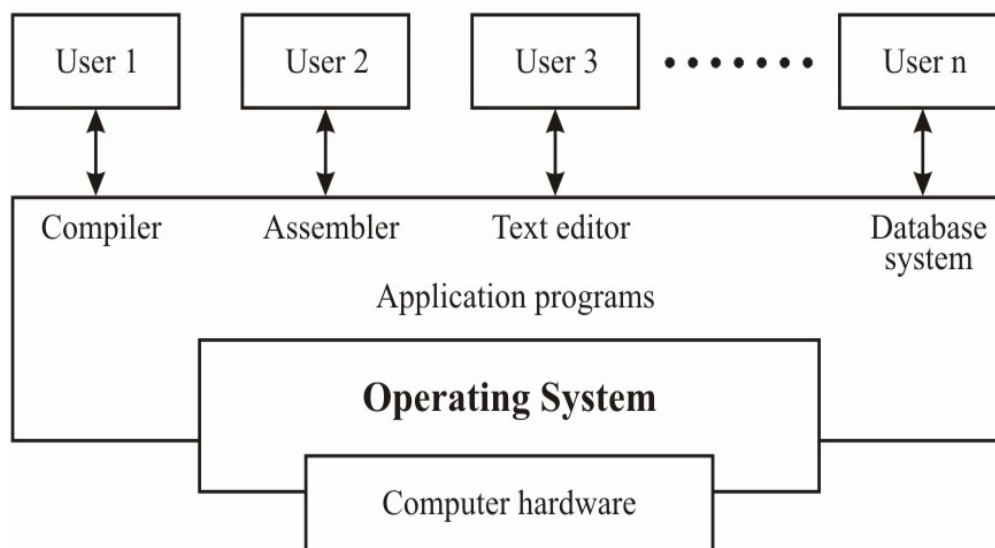 User 1
User 2
User 3
User n
Compiler
Assembler
Text editor
Database
system
Application programs
Operating System
Computer hardware